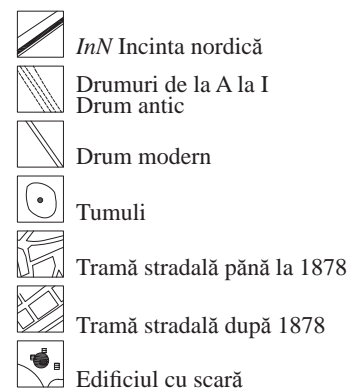 InN Incinta nordică
Drumuri de la A la I
Drum antic
Drum modern
Tumuli
Tramă stradală până la 1878
Tramă stradală după 1878
Edificiul cu scară